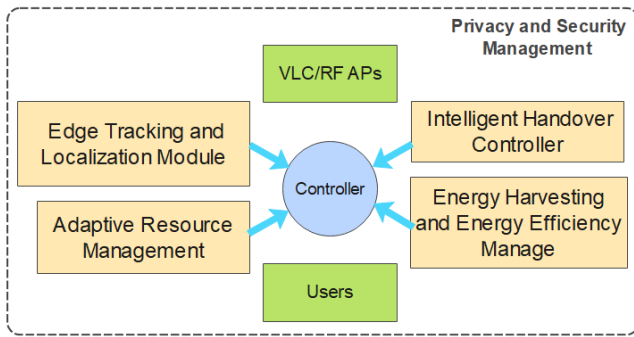 Privacy and Security
Management
VLC/RF APs
Edge Tracking and
Localization Module
Intelligent Handover
Controller
Controller
Adaptive Resource
Management
Energy Harvesting
and Energy Efficiency
Manage
Users